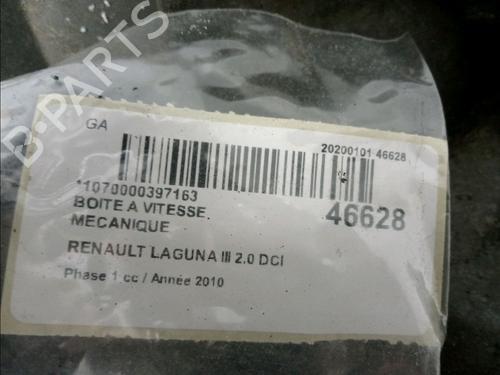 B-PARTS
GA
20200101 46628
*1070000397163
BOITE A VITESSE
MECANIQUE
46628
RENAULT LAGUNA III 2.0 DCI
Phase 1 cc / Année 2010